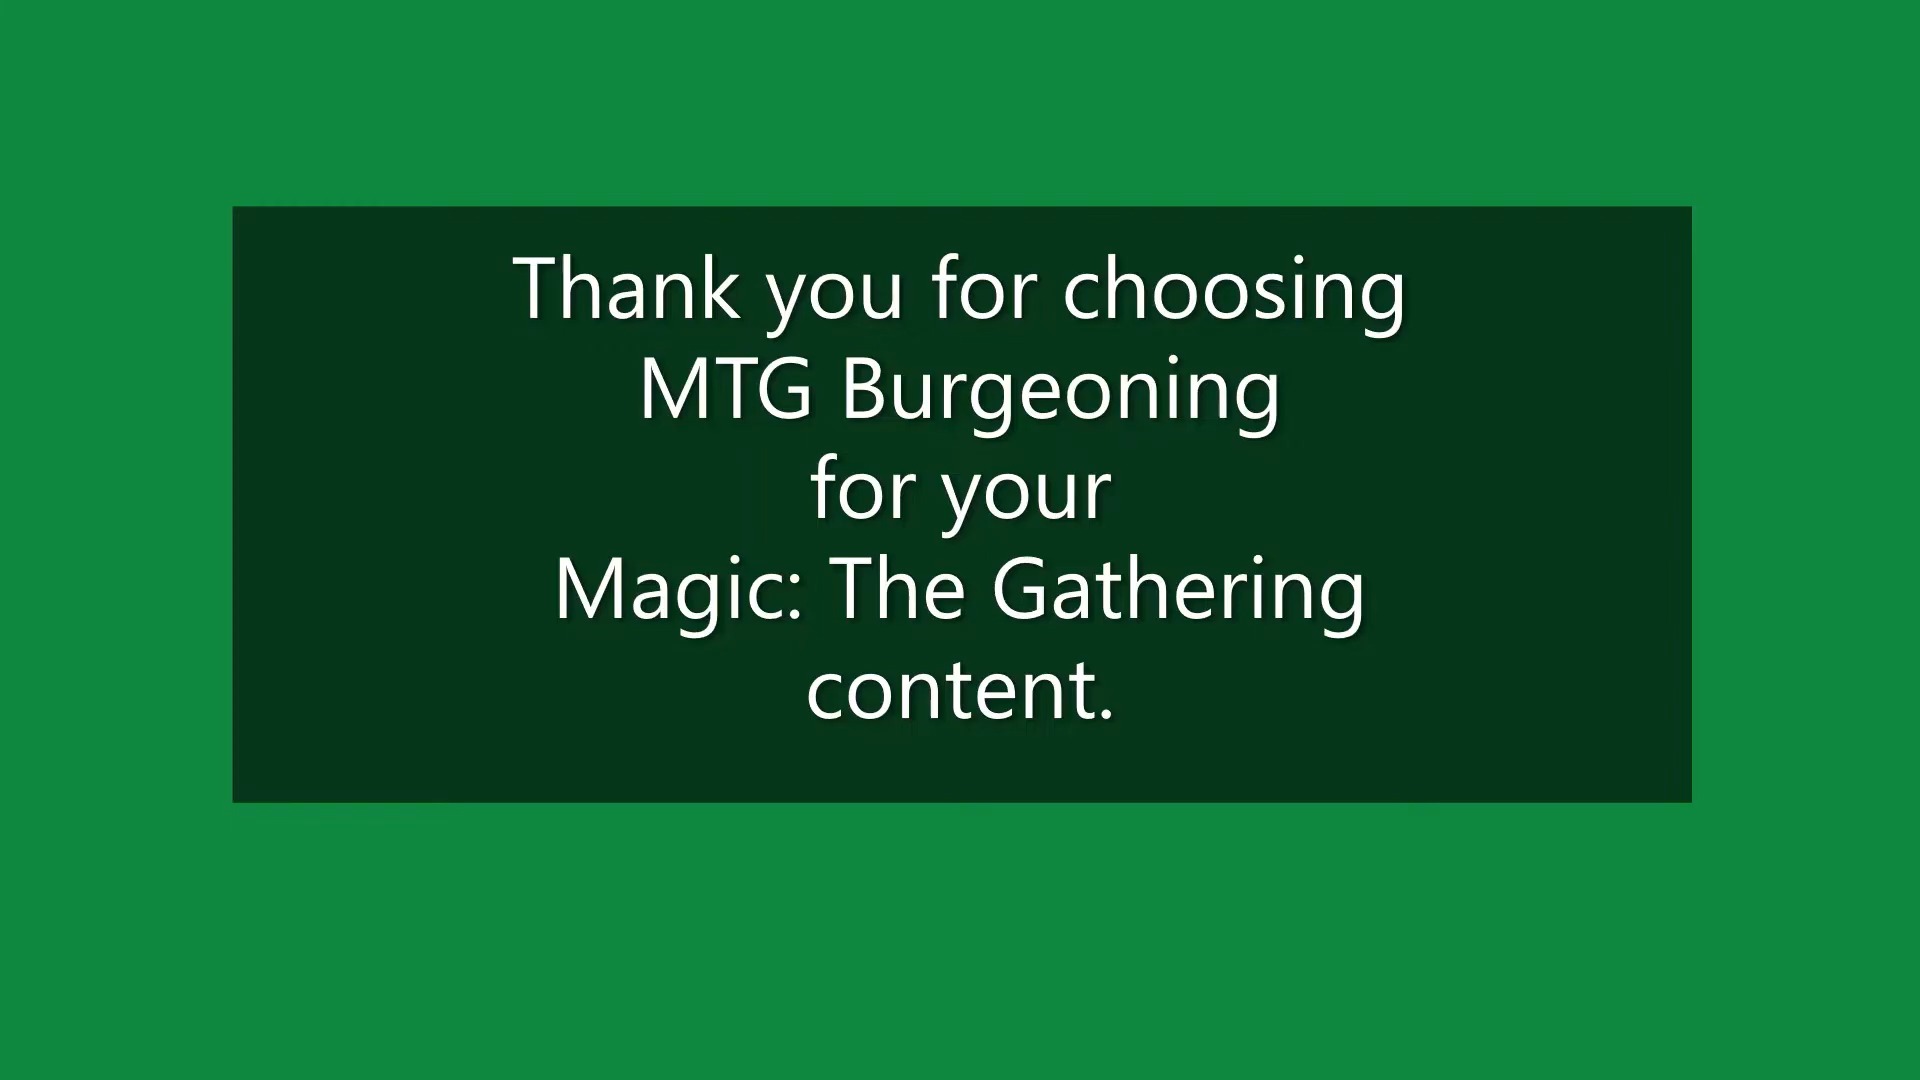 Thank you for choosing
MTG Burgeoning
for your
Magic: The Gathering
content.